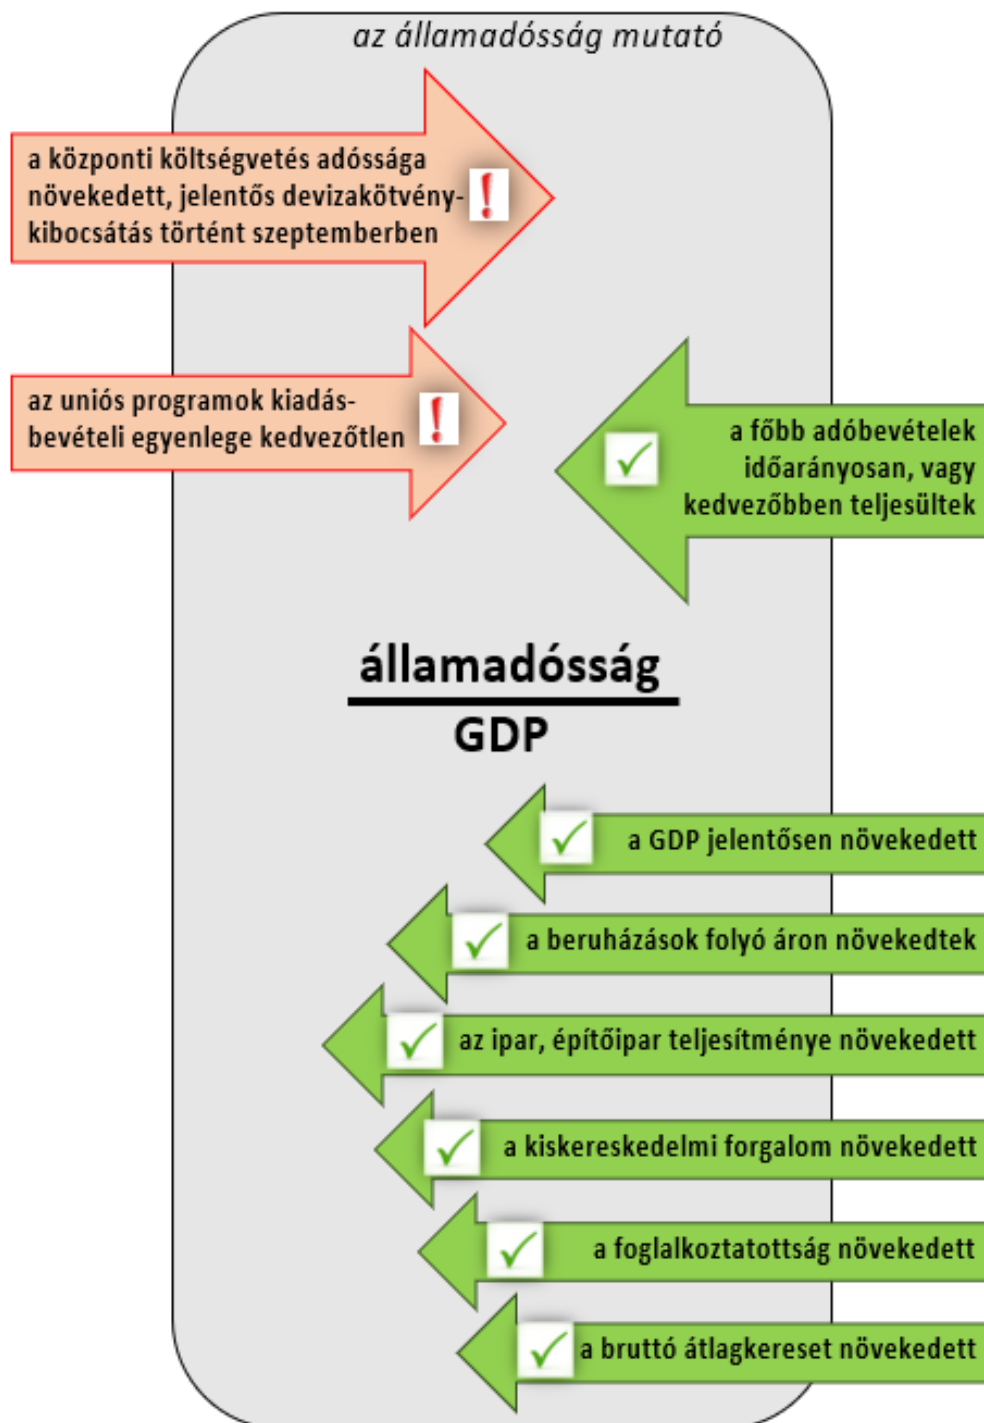 az államadósság mutató
a központi költségvetés adóssága
növekedett, jelentős devizakötvény-
kibocsátás történt szeptemberben
az uniós programok kiadás-
bevételi egyenlege kedvezőtlen
a főbb adóbevételek
időarányosan, vagy
kedvezőbben teljesültek
államadósság
GDP
a GDP jelentősen növekedett
a beruházások folyó áron növekedtek
az ipar, építőipar teljesítménye növekedett
a kiskereskedelmi forgalom növekedett
a foglalkoztatottság növekedett
a bruttó átlagkereset növekedett